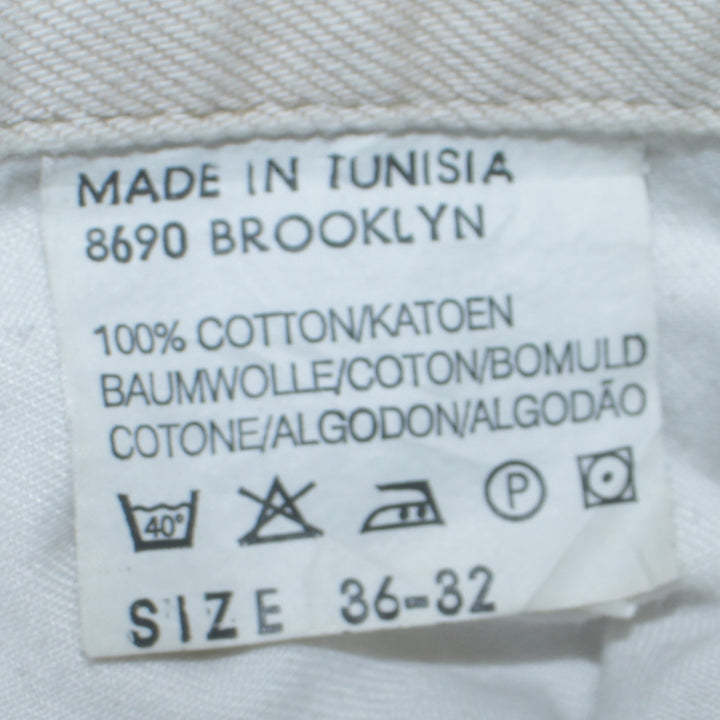 MADE IN TUNISIA
8690 BROOKLYN
100% COTTON/KATOEN
BAUMWOLLE/COTON/BOMULD
COTONE/ALGODON/ALGODÃO
40° P
SIZE 36-32